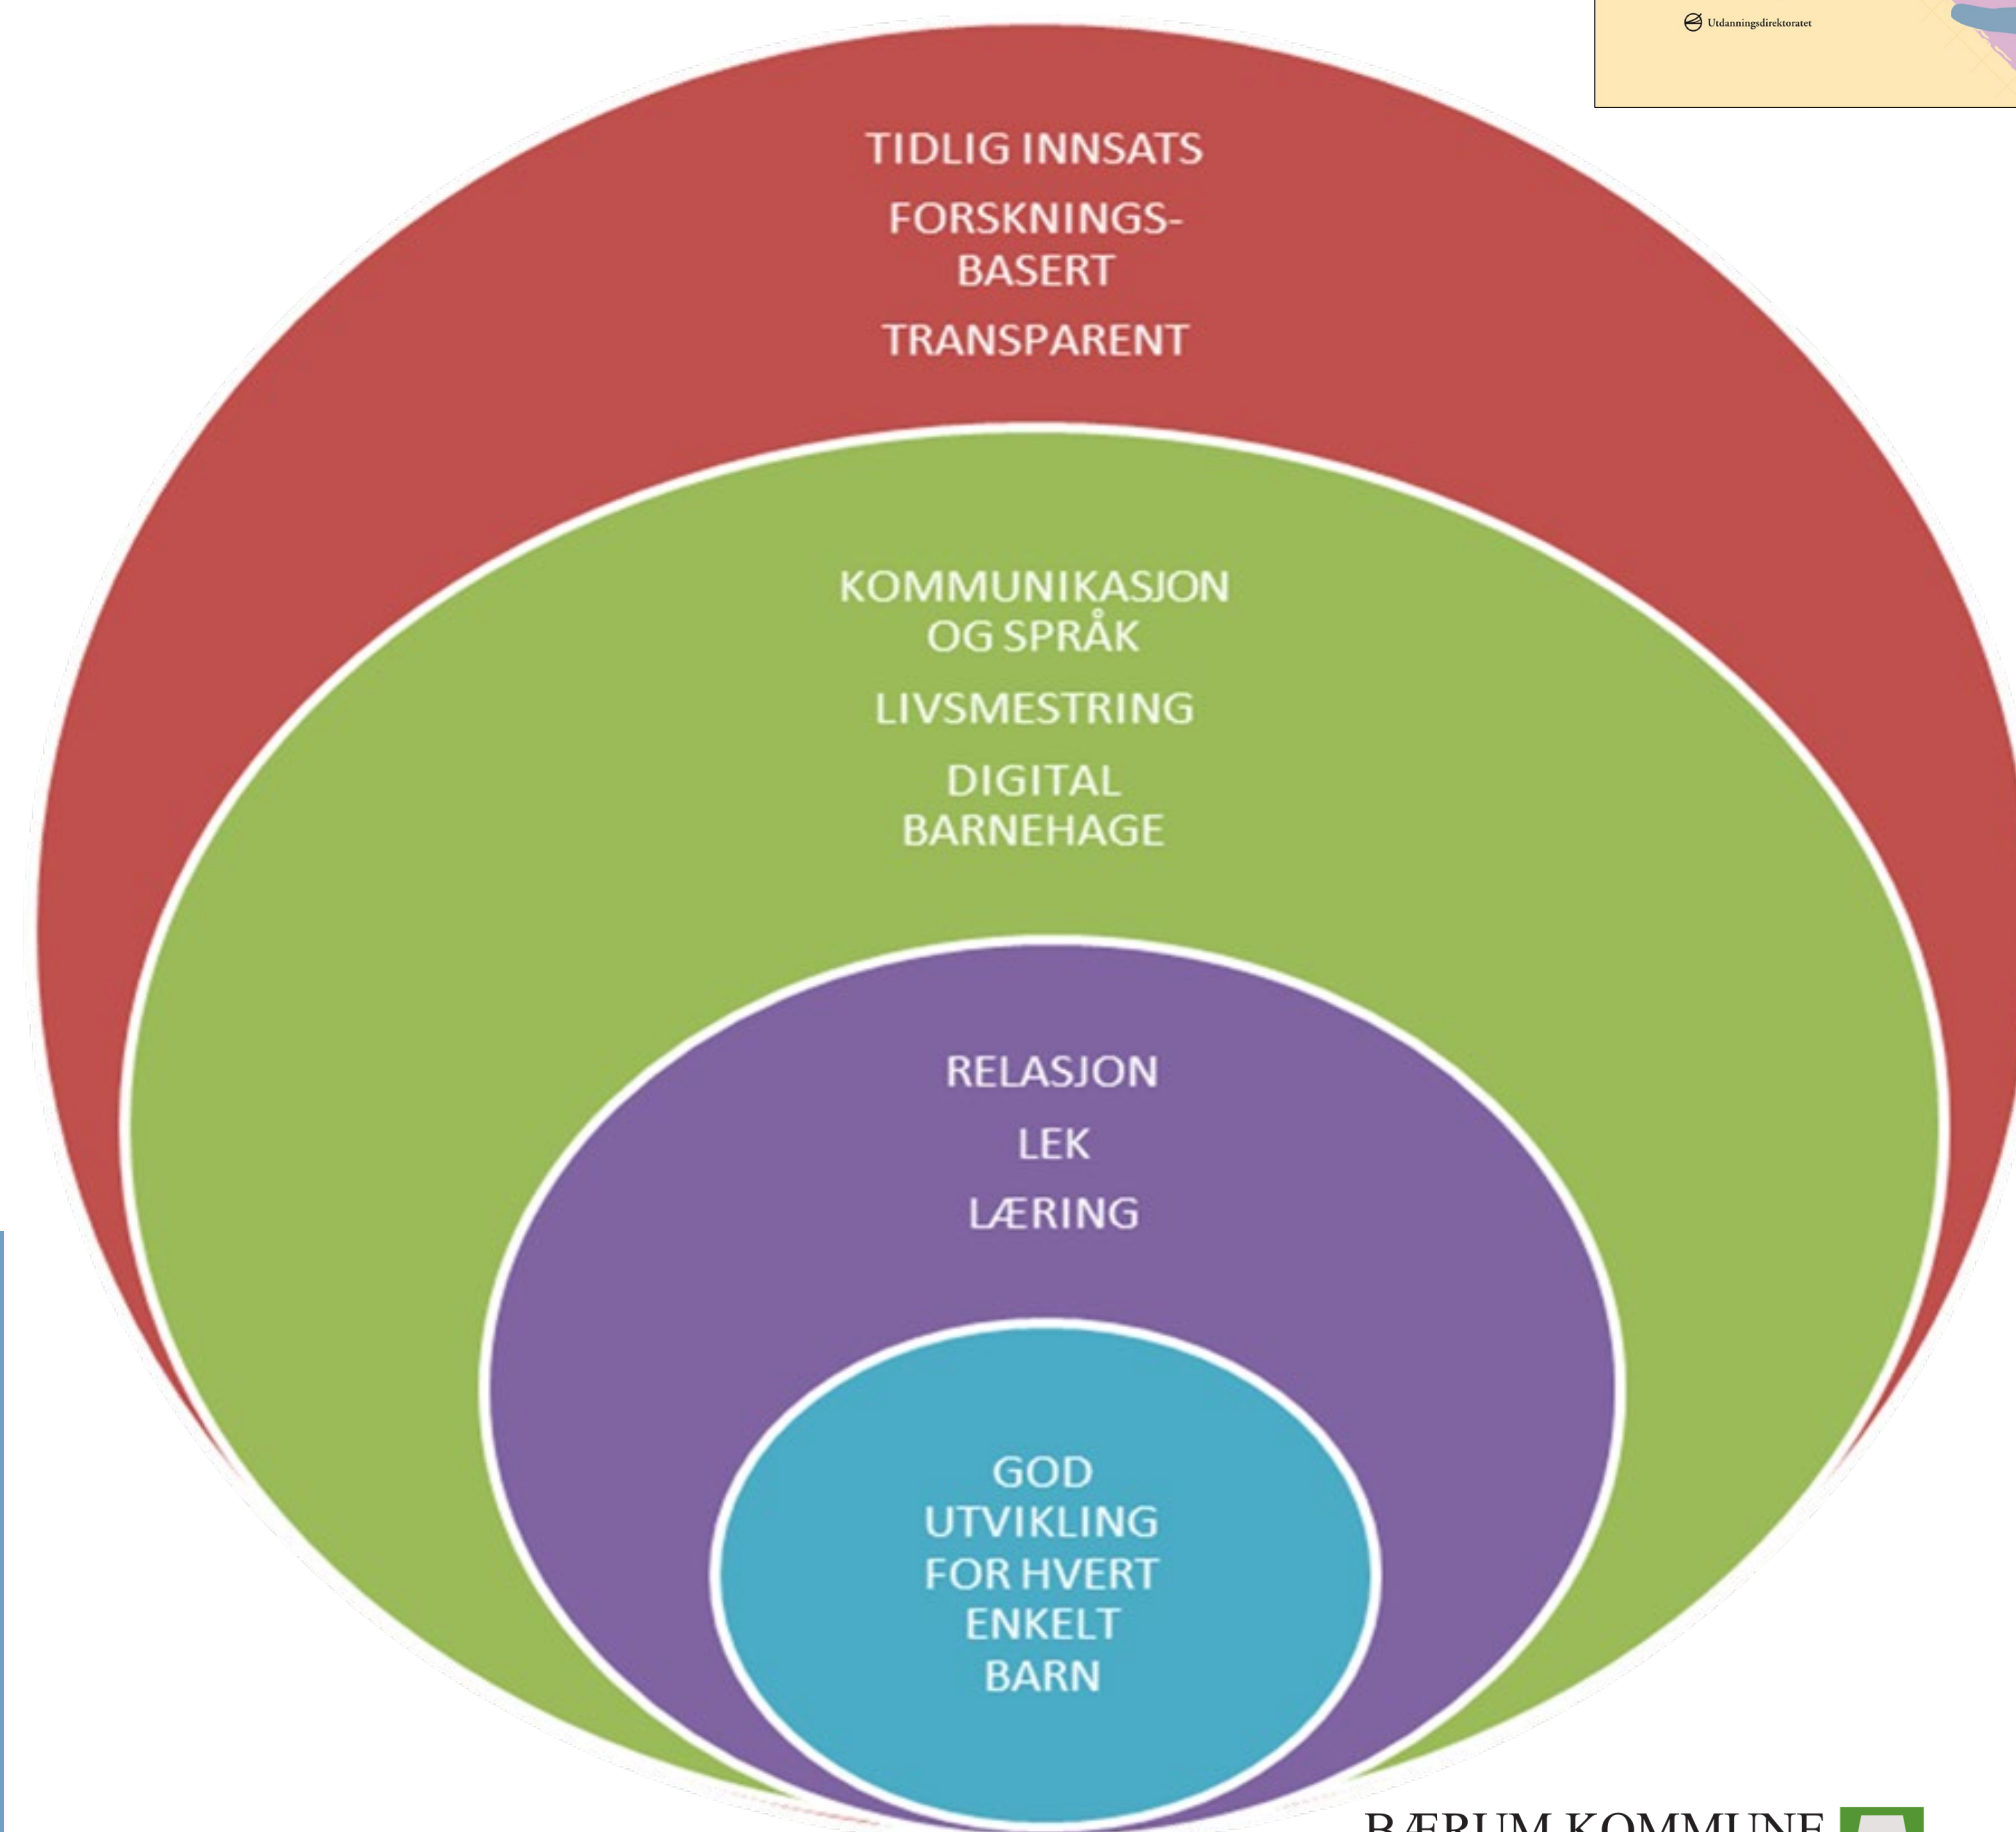 Utdanningsdirektoratet
TIDLIG INNSATS
FORSKNINGS-
BASERT
TRANSPARENT
KOMMUNIKASJON
OG SPRÅK
LIVSMESTRING
DIGITAL
BARNEHAGE
RELASJON
LEK
LÆRING
GOD
UTVIKLING
FOR HVERT
ENKELT
BARN
BÆRUM KOMMUNE